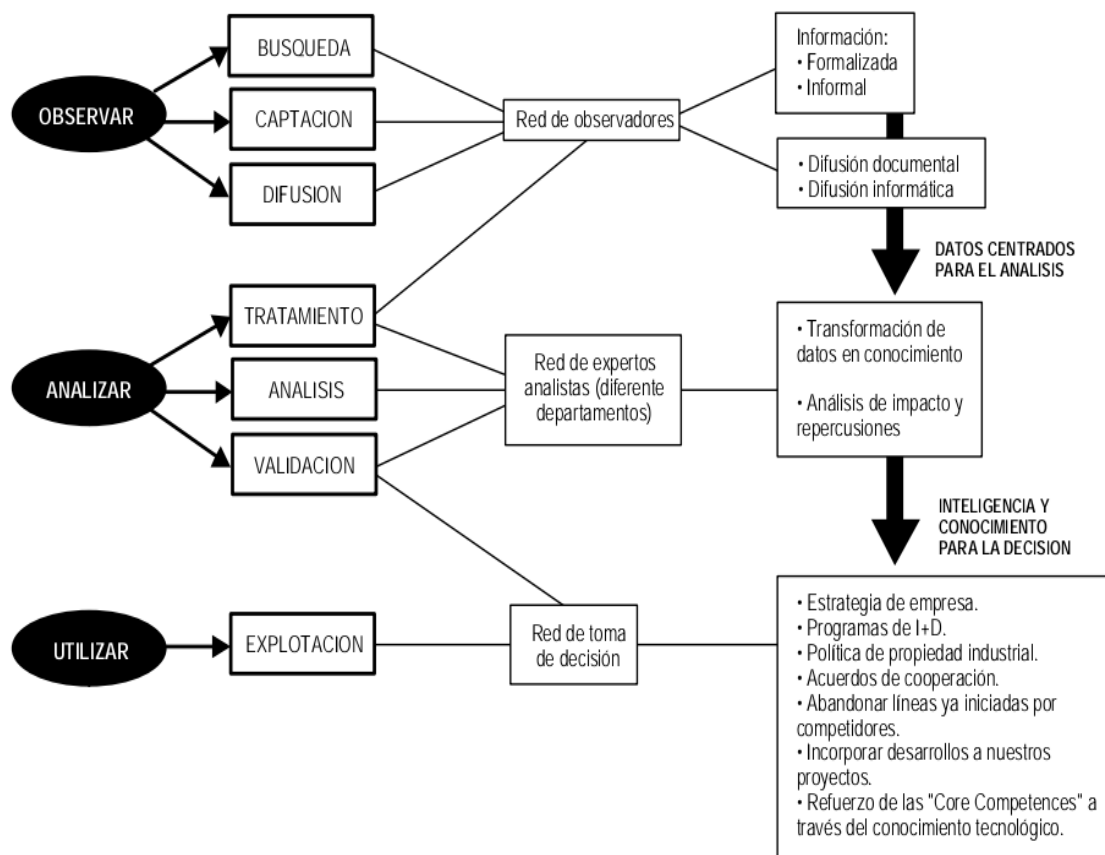 OBSERVAR
BUSQUEDA
CAPTACION
DIFUSION
Red de observadores
Información:
• Formalizada
• Informal
• Difusión documental
• Difusión informática
DATOS CENTRADOS
PARA EL ANALISIS
ANALIZAR
TRATAMIENTO
ANALISIS
VALIDACION
Red de expertos
analistas (diferente
departamentos)
• Transformación de
datos en conocimiento
• Análisis de impacto y
repercusiones
INTELIGENCIA Y
CONOCIMIENTO
PARA LA DECISION
UTILIZAR
EXPLOTACION
Red de toma
de decisión
• Estrategia de empresa.
• Programas de I+D.
• Política de propiedad industrial.
• Acuerdos de cooperación.
• Abandonar líneas ya iniciadas por
competidores.
• Incorporar desarrollos a nuestros
proyectos.
• Refuerzo de las "Core Competences" a
través del conocimiento tecnológico.